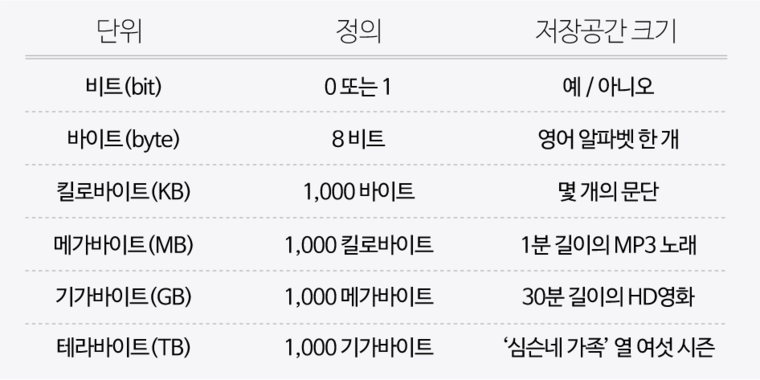 단위 정의 저장공간 크기
비트(bit) 0 또는 1 예 / 아니오
바이트(byte) 8 비트 영어 알파벳 한 개
킬로바이트(KB) 1,000 바이트 몇 개의 문단
메가바이트(MB) 1,000 킬로바이트 1분 길이의 MP3 노래
기가바이트(GB) 1,000 메가바이트 30분 길이의 HD영화
테라바이트(TB) 1,000 기가바이트 ‘심슨네 가족’ 열 여섯 시즌